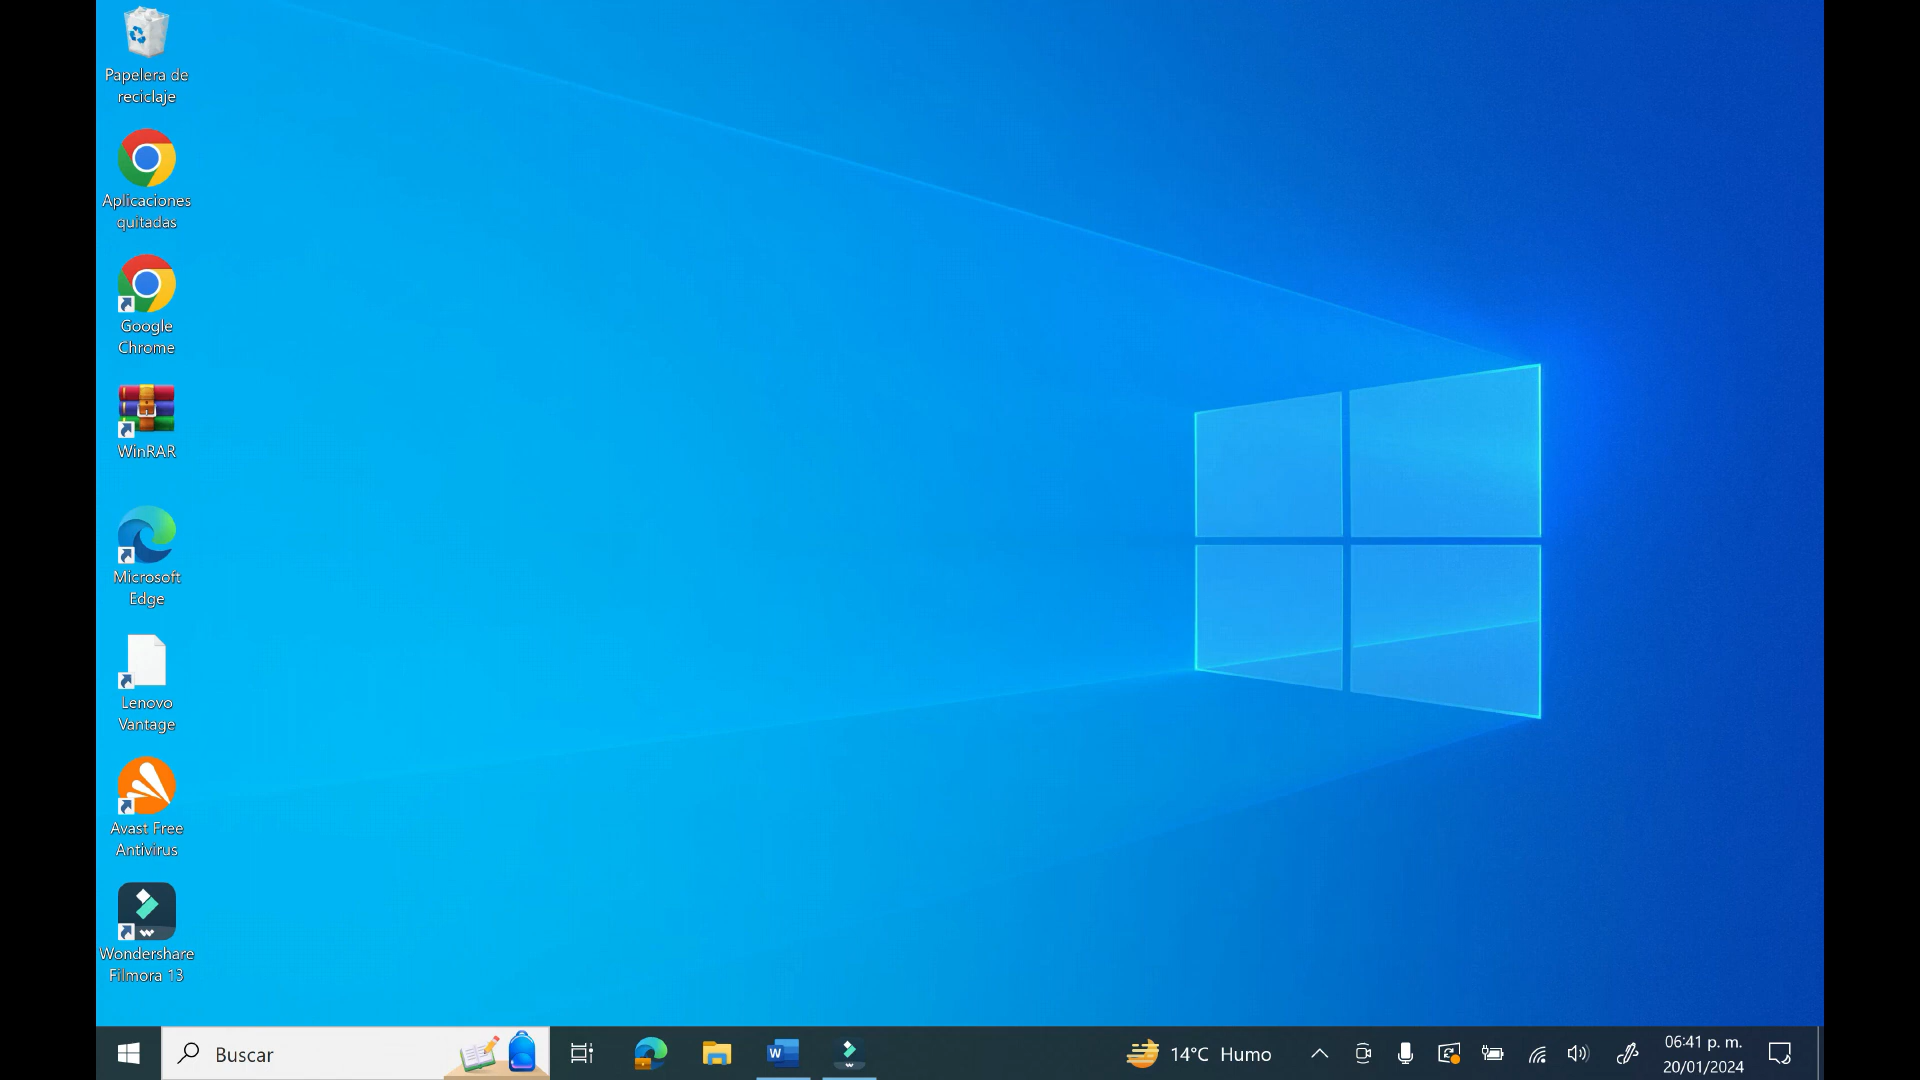 Papelera de
reciclaje
Aplicaciones
quitadas
Google
Chrome
WinRAR
Microsoft
Edge
Lenovo
Vantage
Avast Free
Antivirus
Wondershare
Filmora 13
Buscar
14°C Humo
06:41 p. m.
20/01/2024